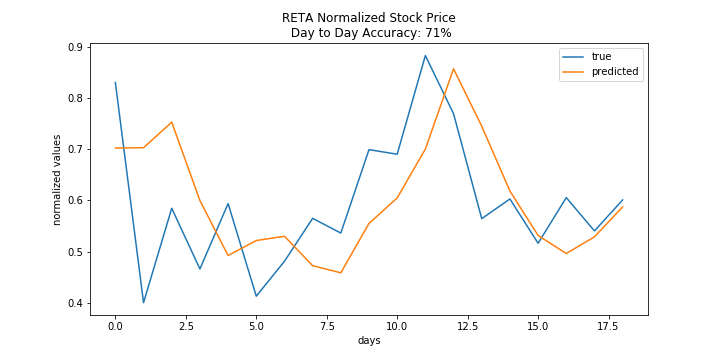 RETA Normalized Stock Price
Day to Day Accuracy: 71%
true
predicted
normalized values
0.9
0.8
0.7
0.6
0.5
0.4
0.0 2.5 5.0 7.5 10.0 12.5 15.0 17.5
days